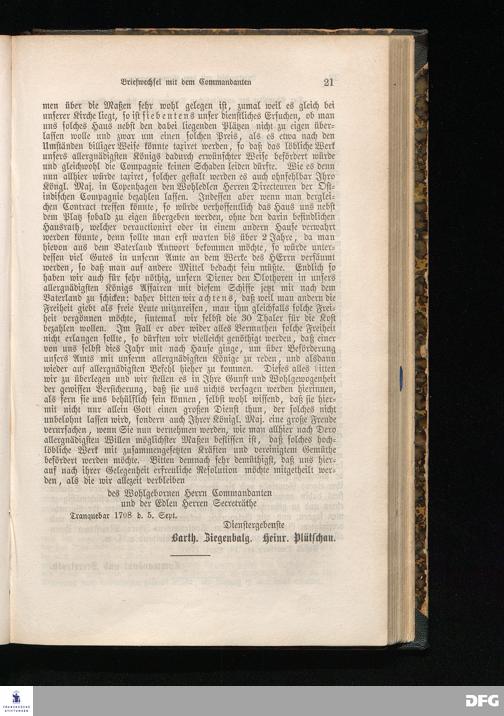 Briefwechsel mit dem Commandanten 21
men über die Maßen sehr wohl gelegen ist, zumal weil es gleich bei
unserer Kirche liegt, so ist siebentens unser dienstliches Ersuchen, ob man
uns solches Haus nebst den dabei liegenden Plätzen nicht zu eigen über-
lassen wolle und zwar um einen solchen Preis, als es etwa nach den
Umständen billiger Weise könnte taxiret werden, so daß das löbliche Werk
unsers allergnädigsten Königs dadurch erwünschter Weise befördert würde
und gleichwohl die Compagnie keinen Schaden leiden dürfte. Wie es denn
nun allhier würde taxiret, solcher gestalt werden es auch ohnfehlbar Ihro
Königl. Maj. in Copenhagen den Wohledlen Herren Directeuren der Ost-
indischen Compagnie bezahlen lassen. Indessen aber wenn man derglei-
chen Contract treffen könnte, so würde verhoffentlich das Haus uns nebst
dem Platz sobald zu eigen übergeben werden, ohne den darin befindlichen
Hausrath, welcher verauctionirt oder in einem andern Hause verwahrt
werden könnte, denn sollte man erst warten bis über 2 Jahre, da man
hievon aus dem Vaterland Antwort bekommen möchte, so würde unter-
dessen viel Gutes in unserm Amte an dem Werke des HErrn versäumt
werden, so daß man auf andere Mittel bedacht sein müßte. Endlich so
haben wir auch für sehr nöthig, unsern Diener den Olothoren in unsers
allergnädigsten Königs Affairen mit diesem Schiffe jetzt mit nach dem
Vaterland zu schicken: daher bitten wir achtens, daß weil man andern die
Freiheit giebt als freie Leute mitzureisen, man ihm gleichfalls solche Frei-
heit vergönnen möchte, sintemal wir selbst die 30 Thaler für die Kost
bezahlen wollen. Im Fall er aber wider alles Vermuthen solche Freiheit
nicht erlangen sollte, so dürften wir vielleicht genöthigt werden, daß einer
von uns selbst dies Jahr mit nach Hause ginge, um über Beförderung
unsers Amts mit unserm allergnädigsten Könige zu reden, und alsdann
wieder auf allergnädigsten Befehl hieher zu kommen. Dieses alles bitten
wir zu überlegen und wir stellen es in Ihre Gunst und Wohlgewogenheit
der gewissen Versicherung, daß sie uns nichts versagen werden hierinnen,
als fern sie uns behülflich sein können, selbst wohl wissend, daß sie hier-
mit nicht nur allein Gott einen großen Dienst thun, der solches nicht
unbelohnt lassen wird, sondern auch Ihrer Königl. Maj. eine große Freude
verursachen, wenn Sie nun vernehmen werden, wie man allhier nach Dero
allergnädigsten Willen möglichster Maßen beflissen ist, daß solches hoch-
löbliche Werk mit zusammengesetzten Kräften und vereinigtem Gemüthe
befördert werden möchte. Bitten demnach sehr demüthigst, daß uns hier-
auf nach ihrer Gelegenheit erfreuliche Resolution möchte mitgetheilt wer-
den, als die wir allezeit verbleiben
des Wohlgebornen Herrn Commandanten
und der Edlen Herren Secreträthe
Tranquebar 1708 d. 5. Sept.
Dienstergebenste
Barth. Ziegenbalg. Heinr. Plütschau.
FRANCKESCHE
STIFTUNGEN
DFG